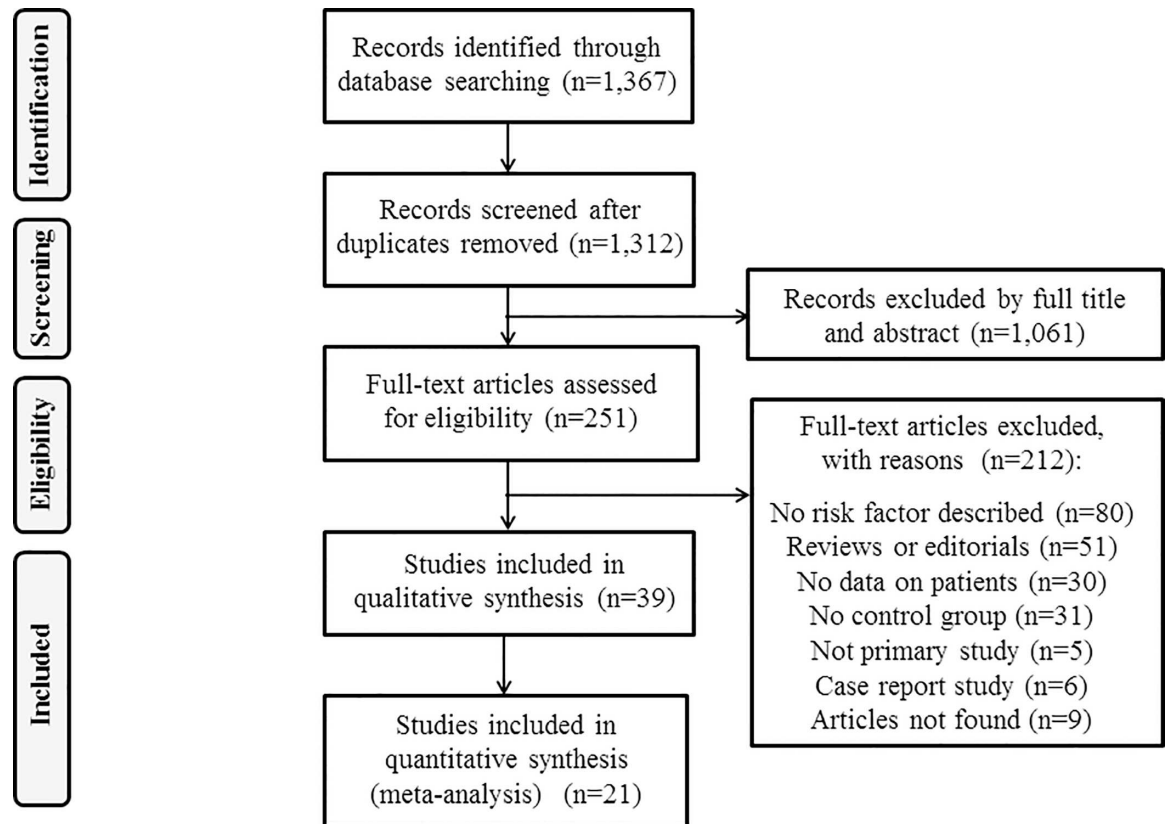 Identification
Records identified through
database searching (n=1,367)
Records screened after
duplicates removed (n=1,312)
Screening
Records excluded by full title
and abstract (n=1,061)
Eligibility
Full-text articles assessed
for eligibility (n=251)
Full-text articles excluded,
with reasons (n=212):
No risk factor described (n=80)
Reviews or editorials (n=51)
No data on patients (n=30)
No control group (n=31)
Not primary study (n=5)
Case report study (n=6)
Articles not found (n=9)
Included
Studies included in
qualitative synthesis (n=39)
Studies included in
quantitative synthesis
(meta-analysis) (n=21)